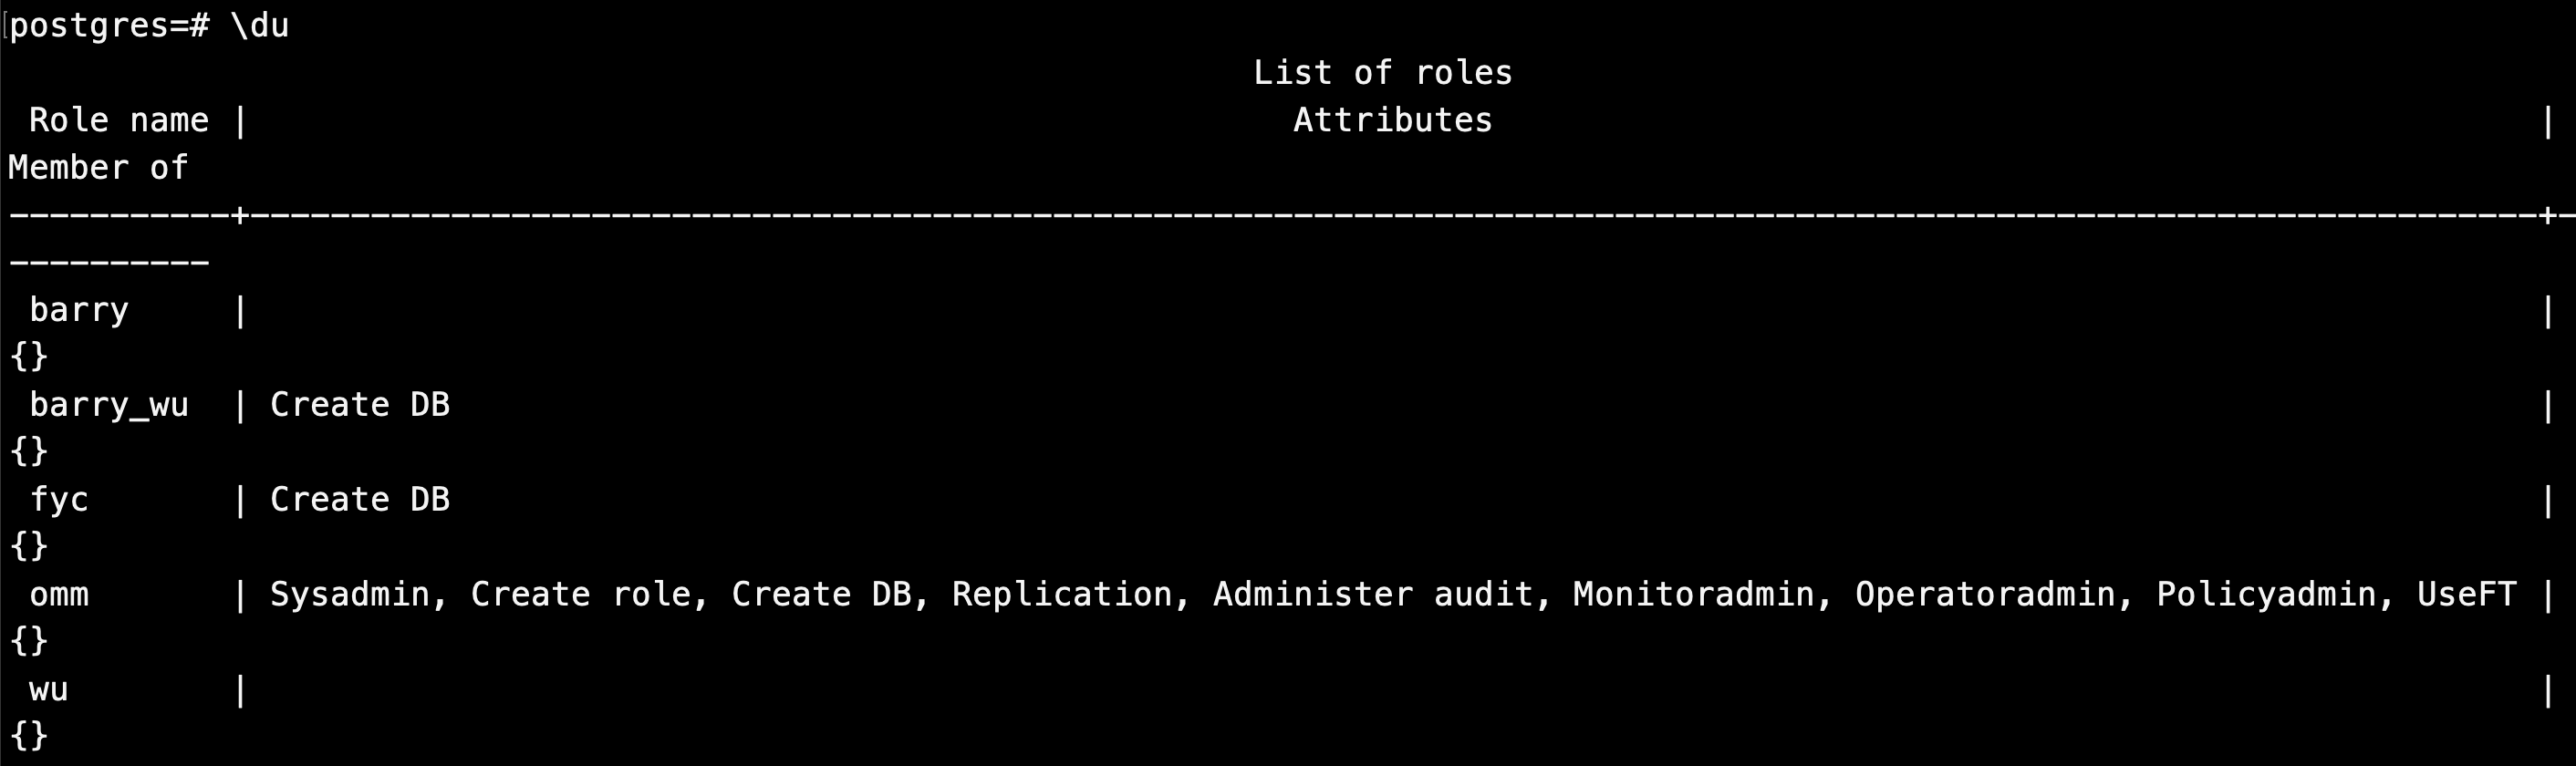 postgres=# \du
List of roles
Role name | Attributes |
Member of
-----------+------------------------------------------------------------------------------------------------------------------+-
----------
barry | |
{}
barry_wu | Create DB |
{}
fyc | Create DB |
{}
omm | Sysadmin, Create role, Create DB, Replication, Administer audit, Monitoradmin, Operatoradmin, Policyadmin, UseFT |
{}
wu | |
{}